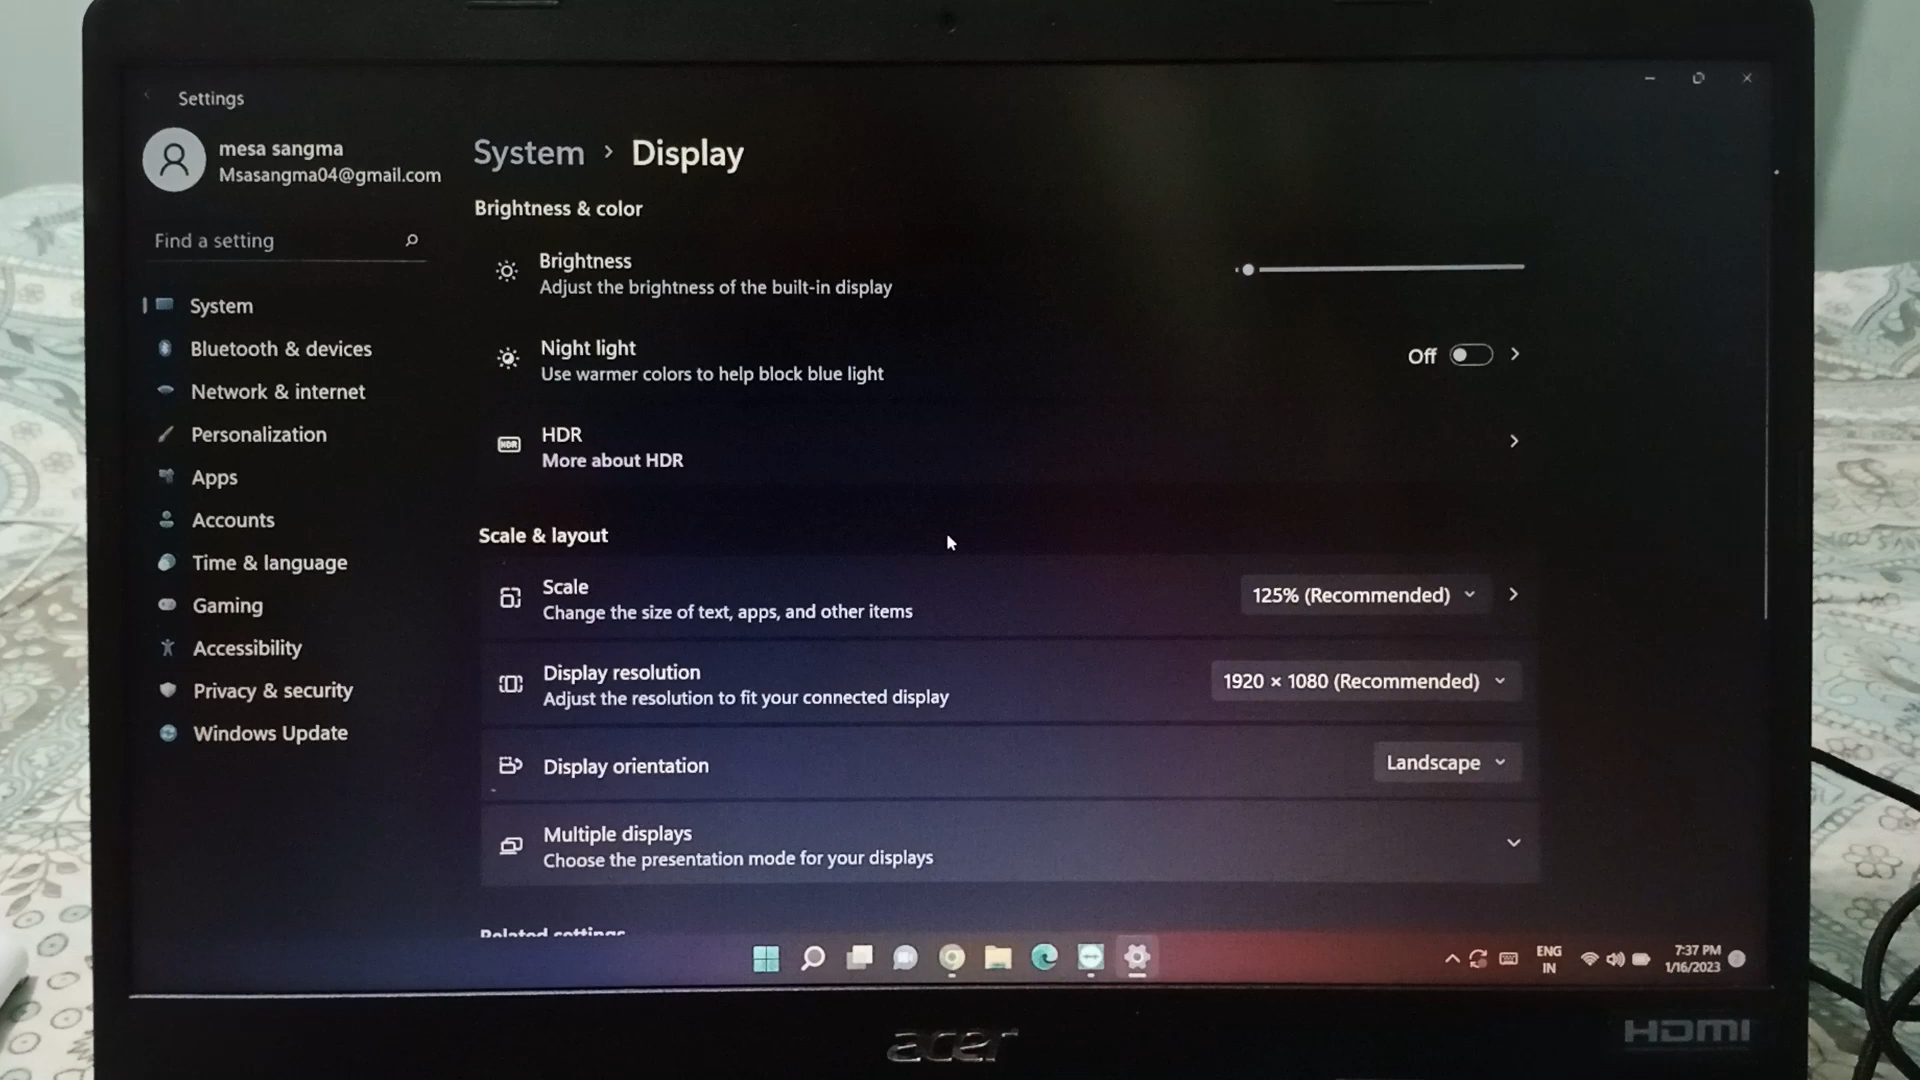 Settings
mesa sangma
Msasangma04@gmail.com
Find a setting
System
Bluetooth & devices
Network & internet
Personalization
Apps
Accounts
Time & language
Gaming
Accessibility
Privacy & security
Windows Update
System > Display
Brightness & color
Brightness
Adjust the brightness of the built-in display
Night light
Use warmer colors to help block blue light
Off
HDR
HDR
More about HDR
Scale & layout
Scale
Change the size of text, apps, and other items
125% (Recommended)
Display resolution
Adjust the resolution to fit your connected display
1920 × 1080 (Recommended)
Display orientation
Landscape
Multiple displays
Choose the presentation mode for your displays
Related settings
ENG
IN
7:37 PM
1/16/2023
acer
HDMI